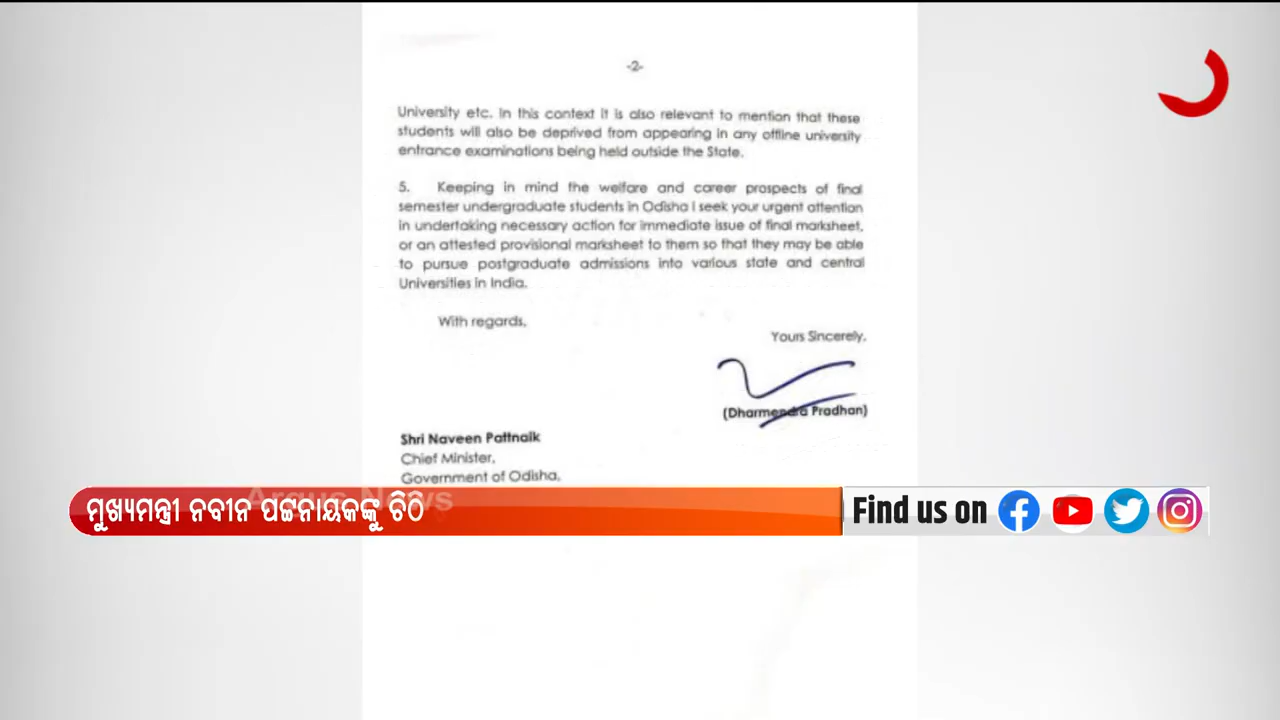 -2-
University etc. In this context it is also relevant to mention that these
students will also be deprived from appearing in any offline university
entrance examinations being held outside the State.
5. Keeping in mind the welfare and career prospects of final
semester undergraduate students in Odisha I seek your urgent attention
in undertaking necessary action for immediate issue of final marksheet,
or an attested provisional marksheet to them so that they may be able
to pursue postgraduate admissions into various state and central
Universities in India.
With regards,
Yours Sincerely,
(Dharmendra Pradhan)
Shri Naveen Pattnaik
Chief Minister,
Government of Odisha,
Argus News
ମୁଖ୍ୟମନ୍ତ୍ରୀ ନବୀନ ପଟ୍ଟନାୟକଙ୍କୁ ଚିଠି
Find us on